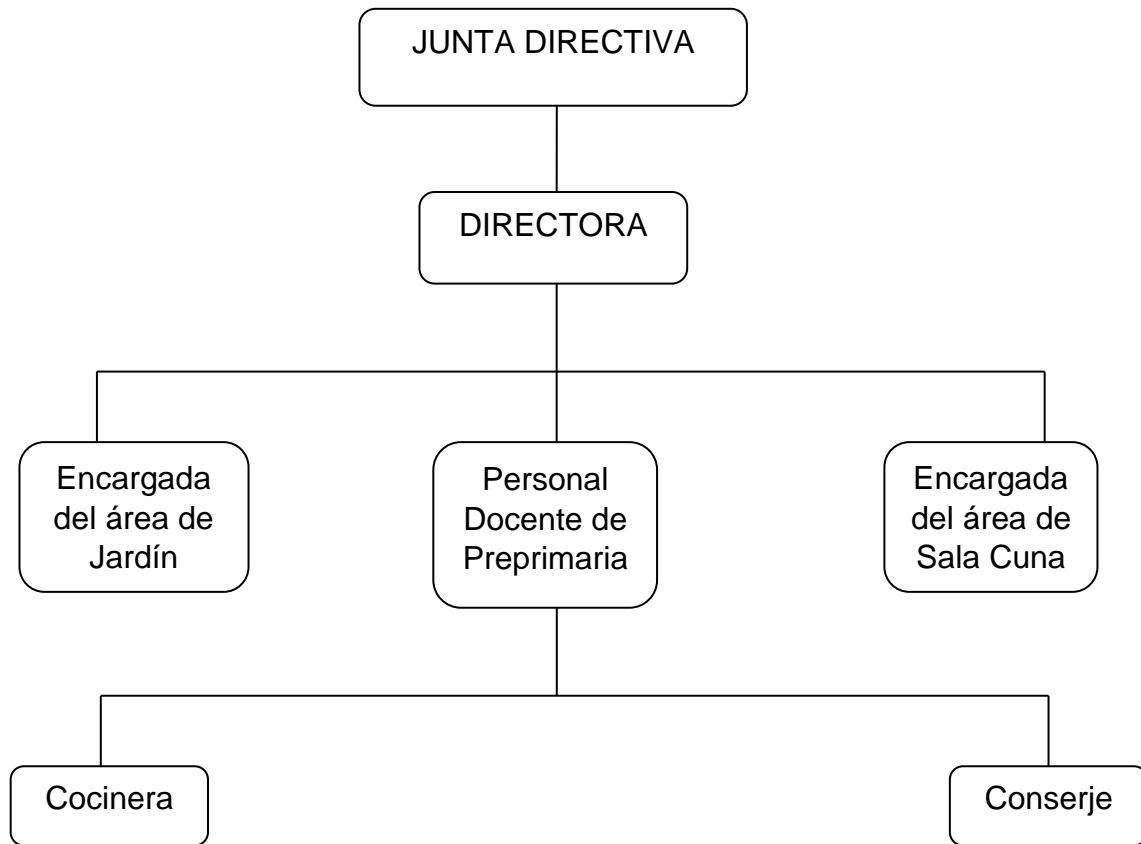 JUNTA DIRECTIVA
DIRECTORA
Encargada
del área de
Jardín
Personal
Docente de
Preprimaria
Encargada
del área de
Sala Cuna
Cocinera
Conserje